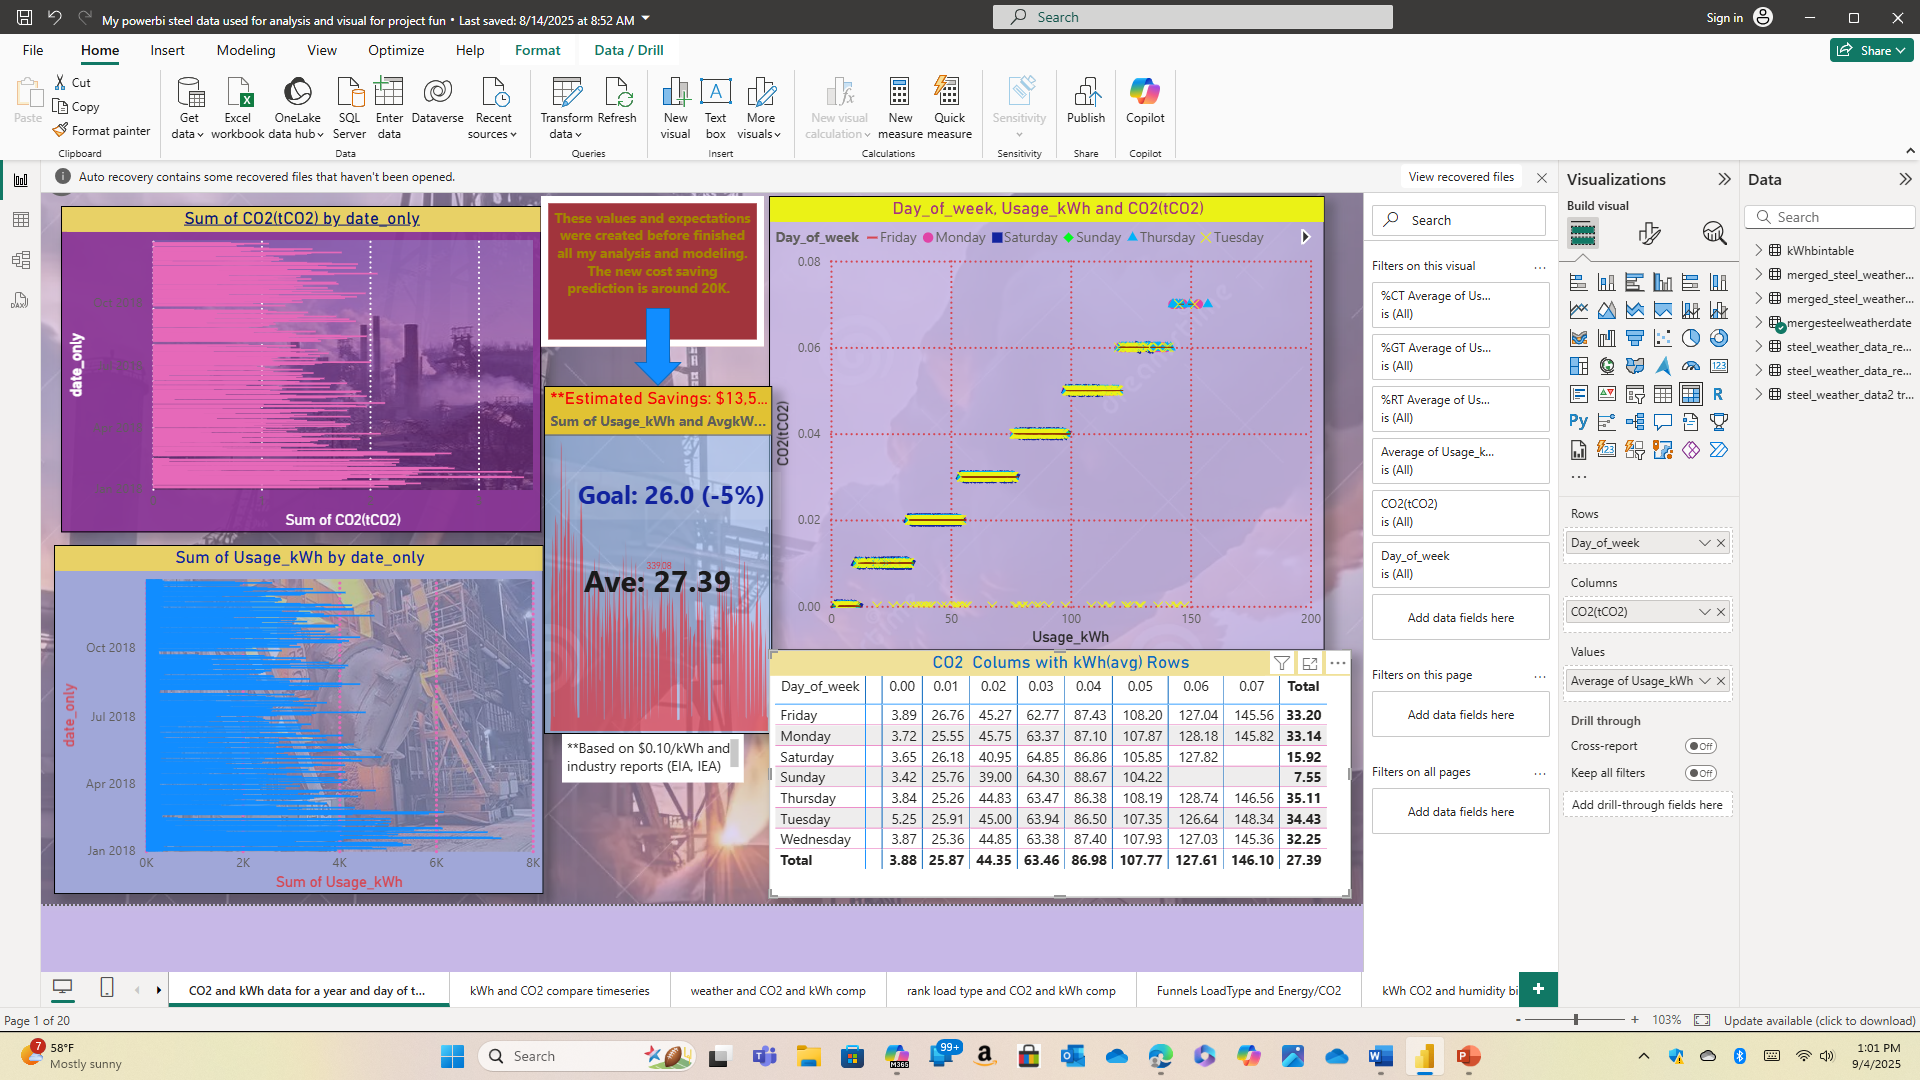 My powerbi steel data used for analysis and visual for project fun • Last saved: 8/14/2025 at 8:52 AM
Search
Sign in
File
Home
Insert
Modeling
View
Optimize
Help
Format
Data / Drill
Share
Paste
Cut
Copy
Format painter
Clipboard
Get data
Excel workbook
OneLake data hub
SQL Server
Enter data
Dataverse
Recent sources
Data
Transform data
Refresh
Queries
New visual
Text box
More visuals
Insert
New visual calculation
New measure
Quick measure
Calculations
Sensitivity
Sensitivity
Publish
Share
Copilot
Copilot
Auto recovery contains some recovered files that haven't been opened.
View recovered files
Sum of CO2(tCO2) by date_only
date_only
Sum of CO2(tCO2)
Sum of Usage_kWh by date_only
date_only
Oct 2018
Jul 2018
Apr 2018
Jan 2018
0K 2K 4K 6K 8K
Sum of Usage_kWh
These values and expectations
were created before finished
all my analysis and modeling.
The new cost saving
prediction is around 20K.
**Estimated Savings: $13,5...
Sum of Usage_kWh and AvgkW...
Goal: 26.0 (-5%)
339.08
Ave: 27.39
**Based on $0.10/kWh and
industry reports (EIA, IEA)
Day_of_week, Usage_kWh and CO2(tCO2)
Day_of_week Friday Monday Saturday Sunday Thursday Tuesday
CO2(tCO2)
0.08
0.06
0.04
0.02
0.00
0 50 100 150 200
Usage_kWh
CO2 Colums with kWh(avg) Rows
Day_of_week 0.00 0.01 0.02 0.03 0.04 0.05 0.06 0.07 Total
Friday 3.89 26.76 45.27 62.77 87.43 108.20 127.04 145.56 33.20
Monday 3.72 25.55 45.75 63.37 87.10 107.87 128.18 145.82 33.14
Saturday 3.65 26.18 40.95 64.85 86.86 105.85 127.82 15.92
Sunday 3.42 25.76 39.00 64.30 88.67 104.22 7.55
Thursday 3.84 25.26 44.83 63.47 86.38 108.19 128.74 146.56 35.11
Tuesday 5.25 25.91 45.00 63.94 86.50 107.35 126.64 148.34 34.43
Wednesday 3.87 25.36 44.85 63.38 87.40 107.93 127.03 145.36 32.25
Total 3.88 25.87 44.35 63.46 86.98 107.77 127.61 146.10 27.39
Search
Filters on this visual
...
%CT Average of Us...
is (All)
%GT Average of Us...
is (All)
%RT Average of Us...
is (All)
Average of Usage_k...
is (All)
CO2(tCO2)
is (All)
Day_of_week
is (All)
Add data fields here
Filters on this page
...
Add data fields here
Filters on all pages
...
Add data fields here
Visualizations
Build visual
R
Py
123
...
Rows
Day_of_week
Columns
CO2(tCO2)
Values
Average of Usage_kWh
Drill through
Cross-report
Off
Keep all filters
Off
Add drill-through fields here
Data
Search
kWhbintable
merged_steel_weather...
merged_steel_weather...
mergesteelweatherdate
steel_weather_data_re...
steel_weather_data_re...
steel_weather_data2 tr...
CO2 and kWh data for a year and day of t...
kWh and CO2 compare timeseries
weather and CO2 and kWh comp
rank load type and CO2 and kWh comp
Funnels LoadType and Energy/CO2
kWh CO2 and humidity bi
+
Page 1 of 20
- + 103%
Update available (click to download)
7
58°F
Mostly sunny
Search
M365
99+
1:01 PM
9/4/2025